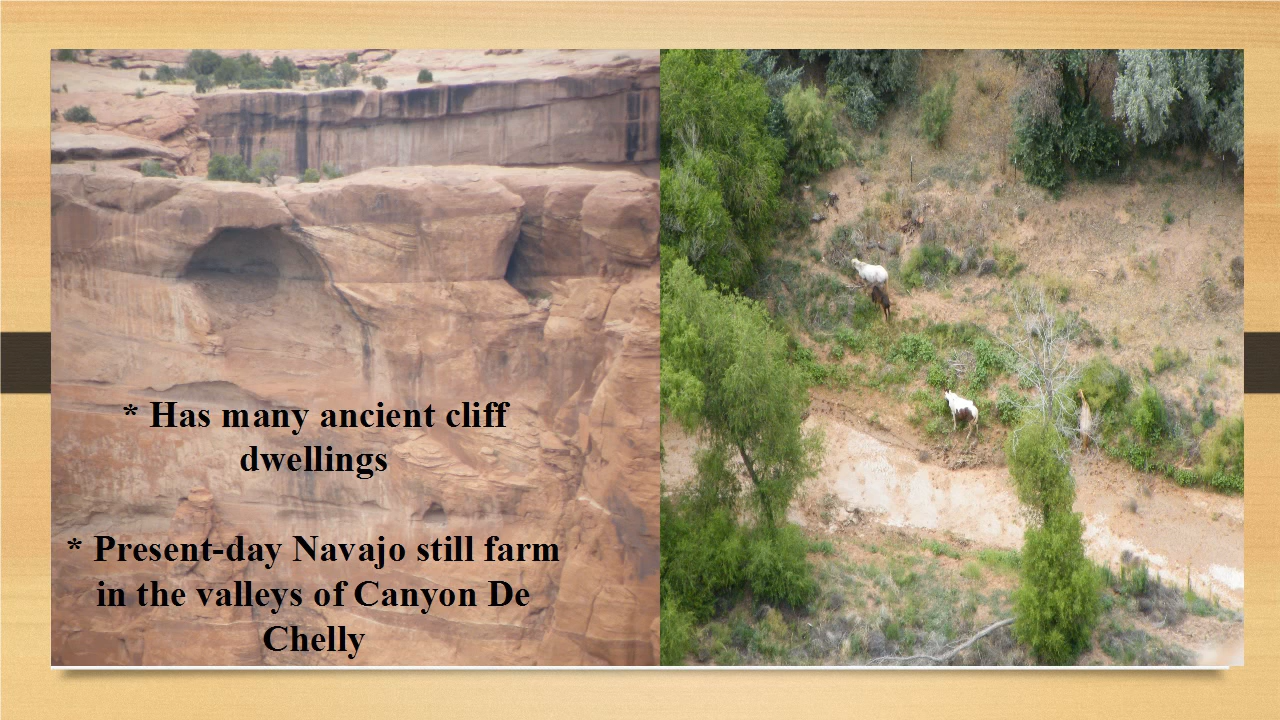 * Has many ancient cliff
dwellings
* Present-day Navajo still farm
in the valleys of Canyon De
Chelly